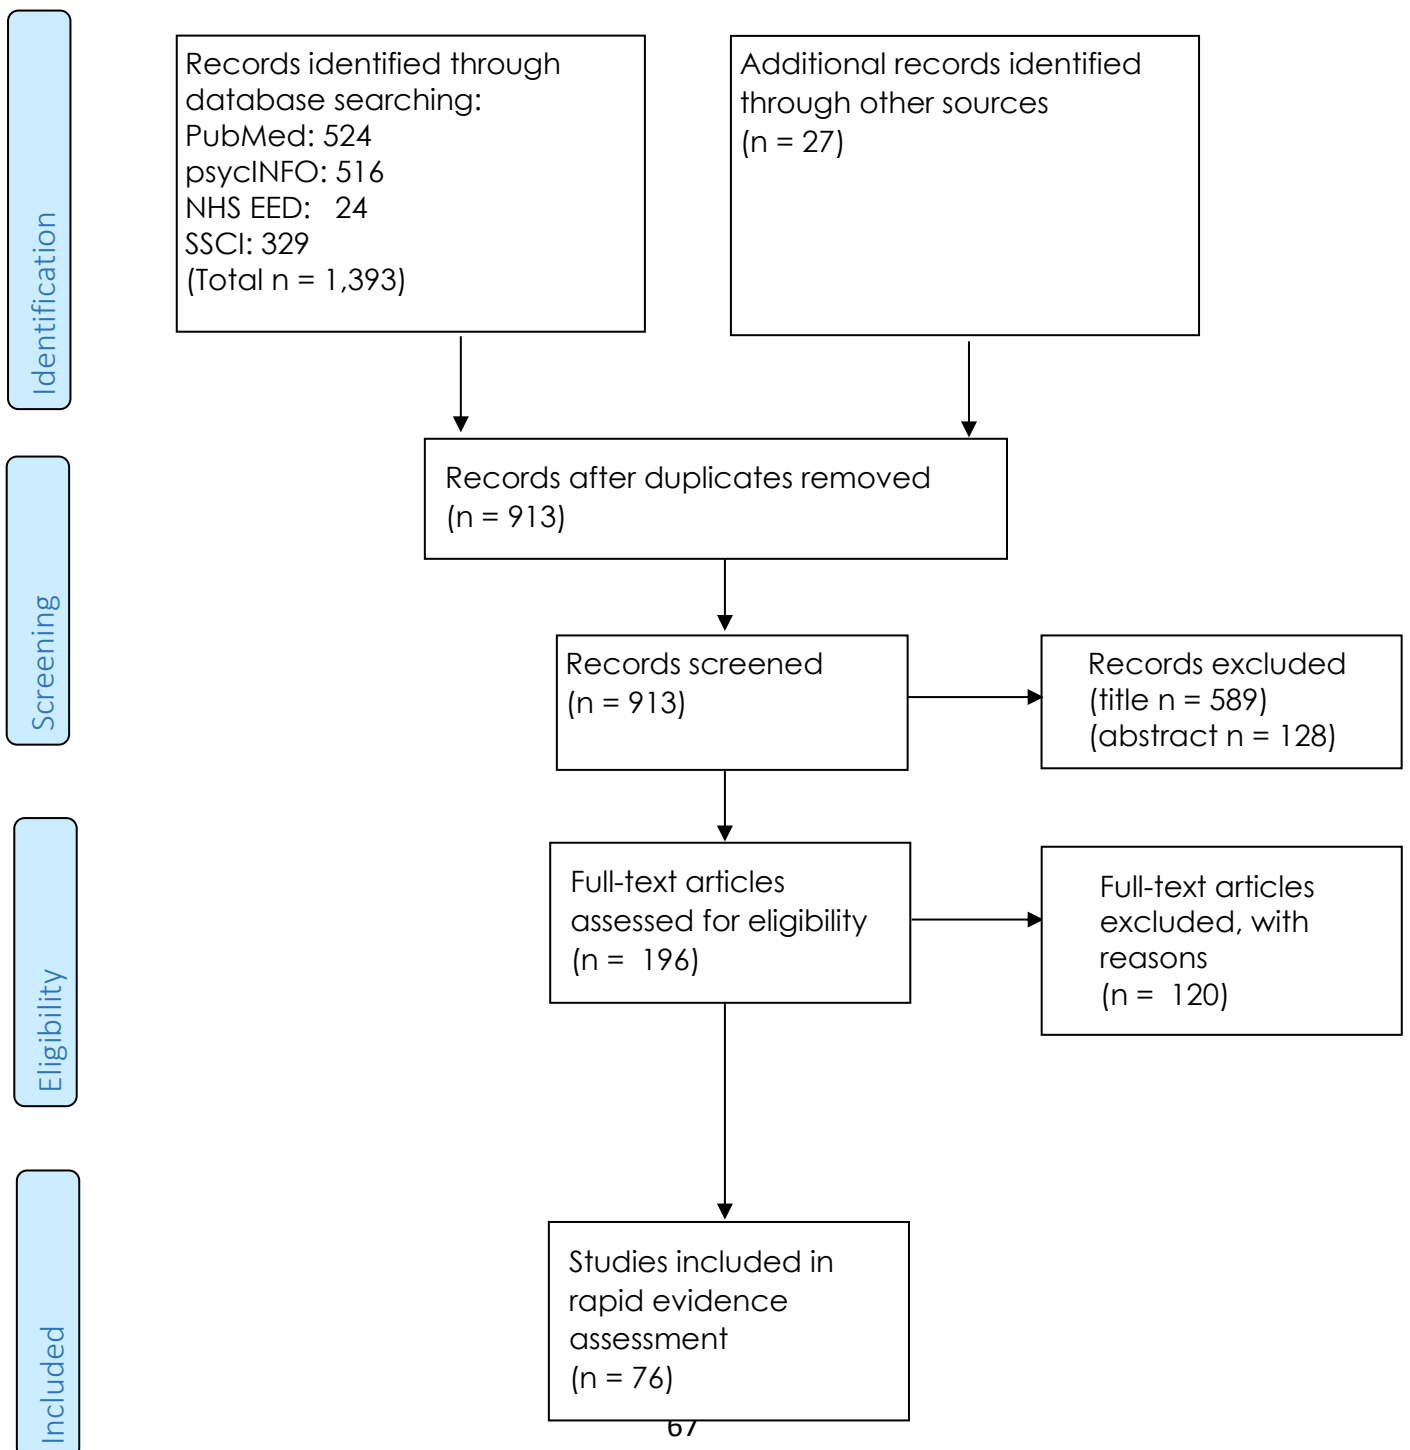 Identification
Records identified through
database searching:
PubMed: 524
psycINFO: 516
NHS EED:   24
SSCI: 329
(Total n = 1,393)
Additional records identified
through other sources
(n = 27)
Screening
Records after duplicates removed
(n = 913)
Records screened
(n = 913)
Records excluded
(title n = 589)
(abstract n = 128)
Eligibility
Full-text articles
assessed for eligibility
(n =  196)
Full-text articles
excluded, with
reasons
(n =  120)
Included
Studies included in
rapid evidence
assessment
(n = 76)
67